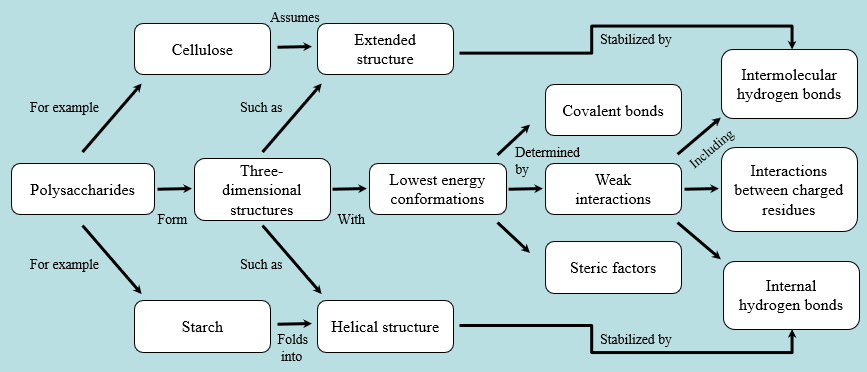 Assumes
Cellulose
Extended
structure
Stabilized by
Intermolecular
hydrogen bonds
For example
Such as
Covalent bonds
Including
Polysaccharides
Form
Three-
dimensional
structures
With
Lowest energy
conformations
Determined
by
Weak
interactions
Interactions
between charged
residues
For example
Such as
Steric factors
Internal
hydrogen bonds
Starch
Folds
into
Helical structure
Stabilized by